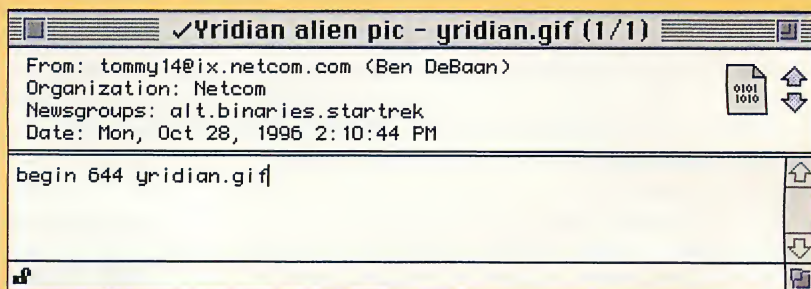 ✓Yridian alien pic - yridian.gif (1/1)
From: tommy14@ix.netcom.com (Ben DeBaan)
Organization: Netcom
Newsgroups: alt.binaries.startrek
Date: Mon, Oct 28, 1996 2:10:44 PM
0101
1010
begin 644 yridian.gif